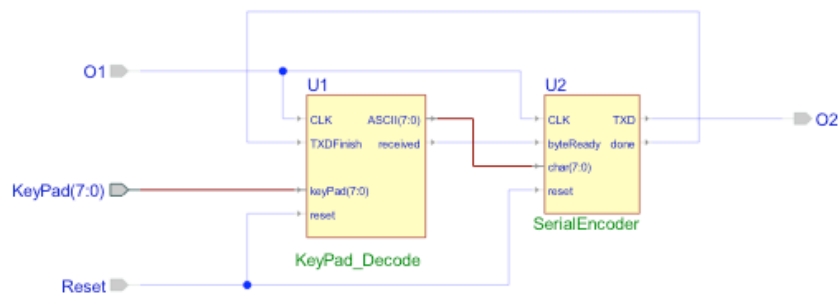 O1
U1
U2
CLK
ASCII(7:0)
CLK
TXD
O2
TXDFinish
received
byteReady
done
char(7:0)
KeyPad(7:0)
keyPad(7:0)
reset
reset
SerialEncoder
KeyPad_Decode
Reset